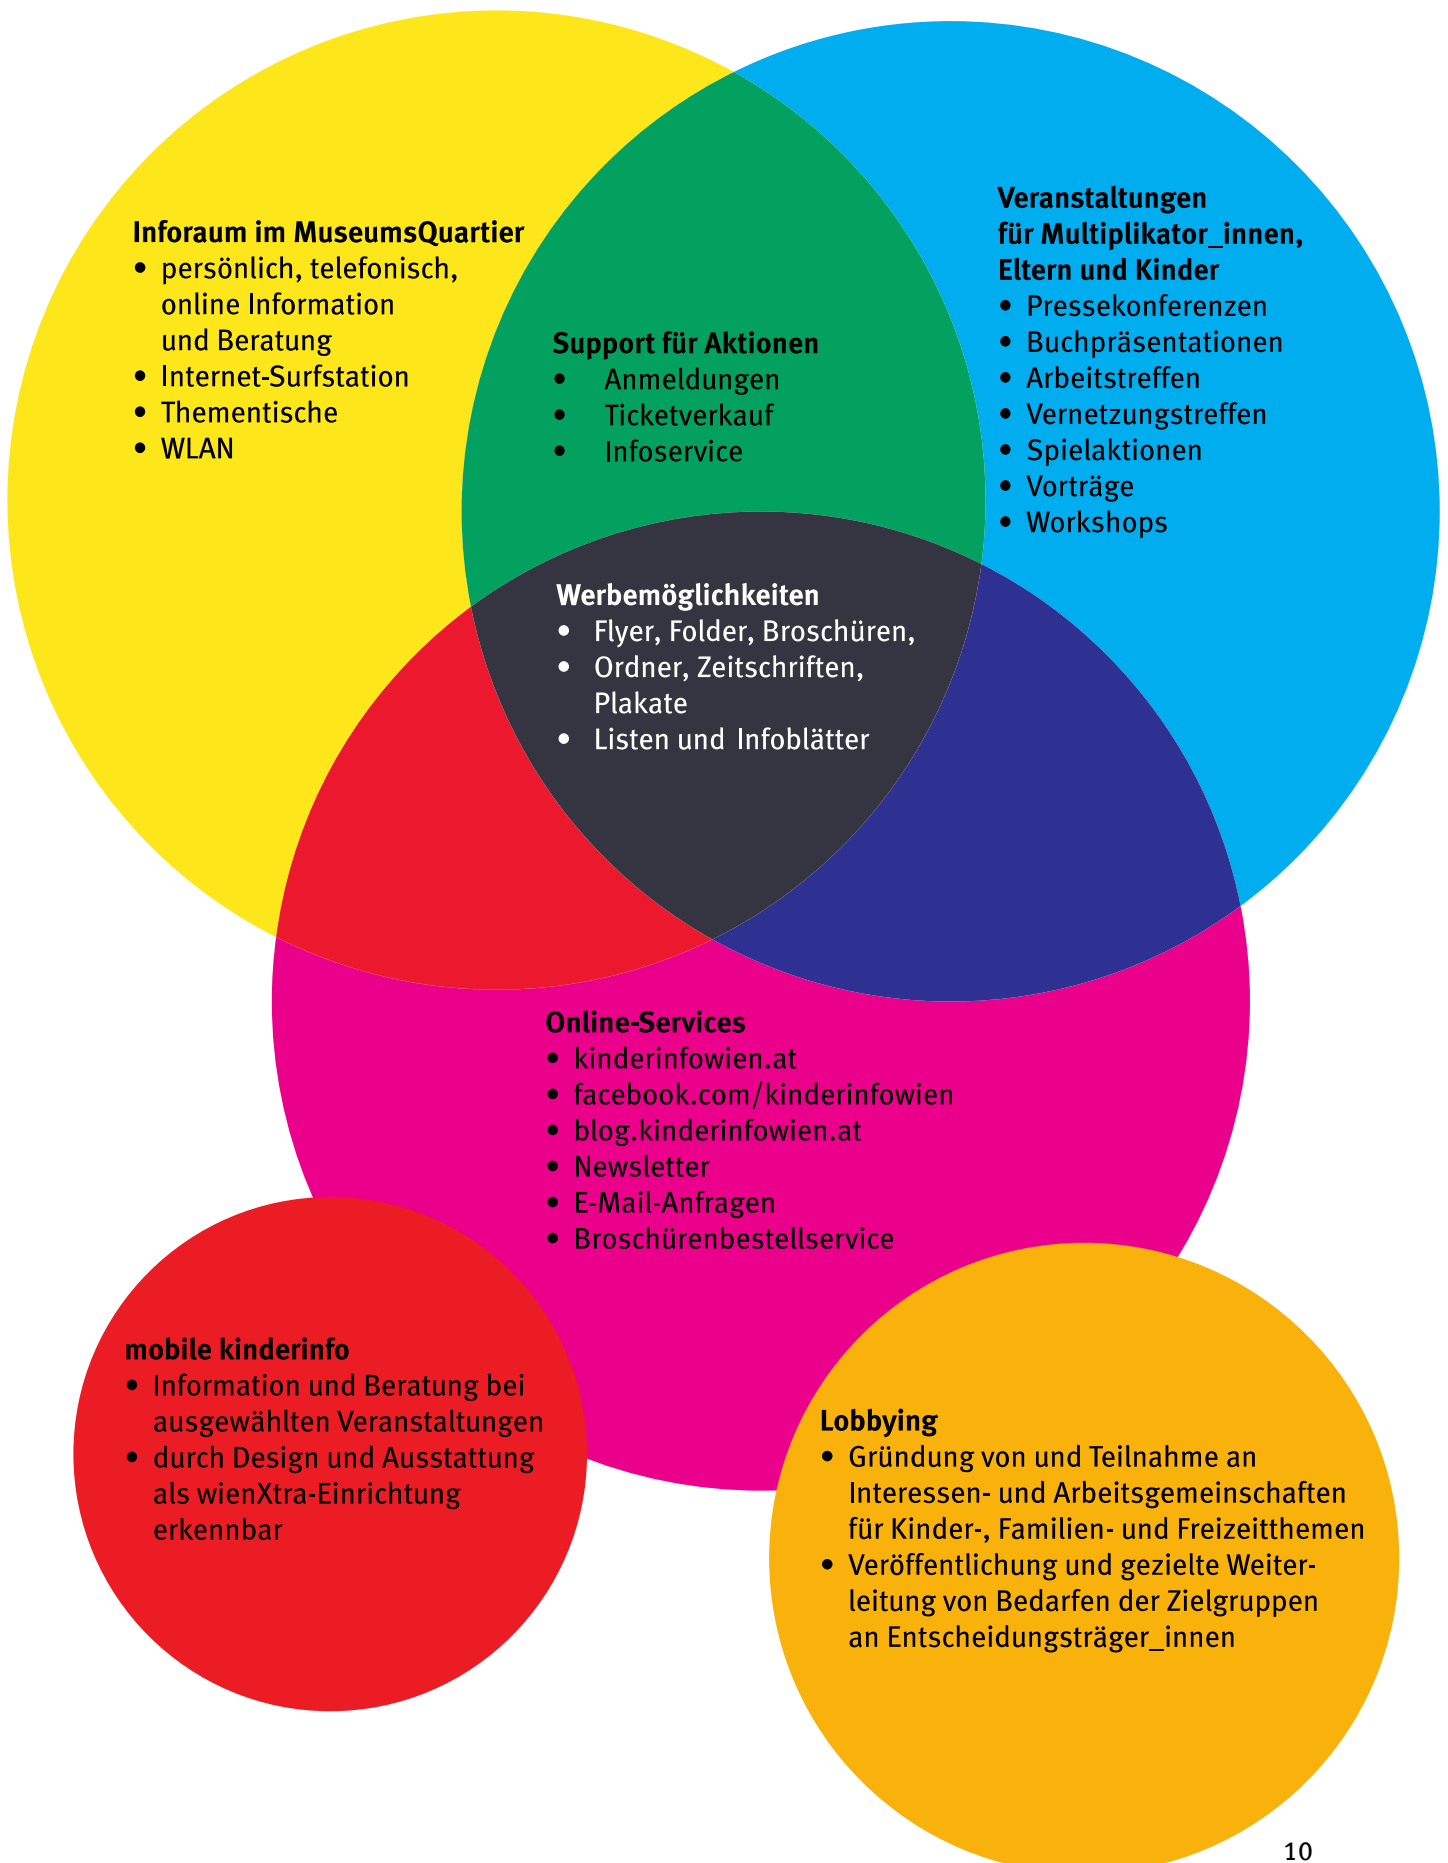 Inforaum im MuseumsQuartier
• persönlich, telefonisch,
online Information
und Beratung
• Internet-Surfstation
• Thementische
• WLAN
Support für Aktionen
• Anmeldungen
• Ticketverkauf
• Infoservice
Veranstaltungen
für Multiplikator_innen,
Eltern und Kinder
• Pressekonferenzen
• Buchpräsentationen
• Arbeitstreffen
• Vernetzungstreffen
• Spielaktionen
• Vorträge
• Workshops
Werbemöglichkeiten
• Flyer, Folder, Broschüren,
• Ordner, Zeitschriften,
Plakate
• Listen und Infoblätter
Online-Services
• kinderinfowien.at
• facebook.com/kinderinfowien
• blog.kinderinfowien.at
• Newsletter
• E-Mail-Anfragen
• Broschürenbestellservice
mobile kinderinfo
• Information und Beratung bei
ausgewählten Veranstaltungen
• durch Design und Ausstattung
als wienXtra-Einrichtung
erkennbar
Lobbying
• Gründung von und Teilnahme an
Interessen- und Arbeitsgemeinschaften
für Kinder-, Familien- und Freizeitthemen
• Veröffentlichung und gezielte Weiter-
leitung von Bedarfen der Zielgruppen
an Entscheidungsträger_innen
10